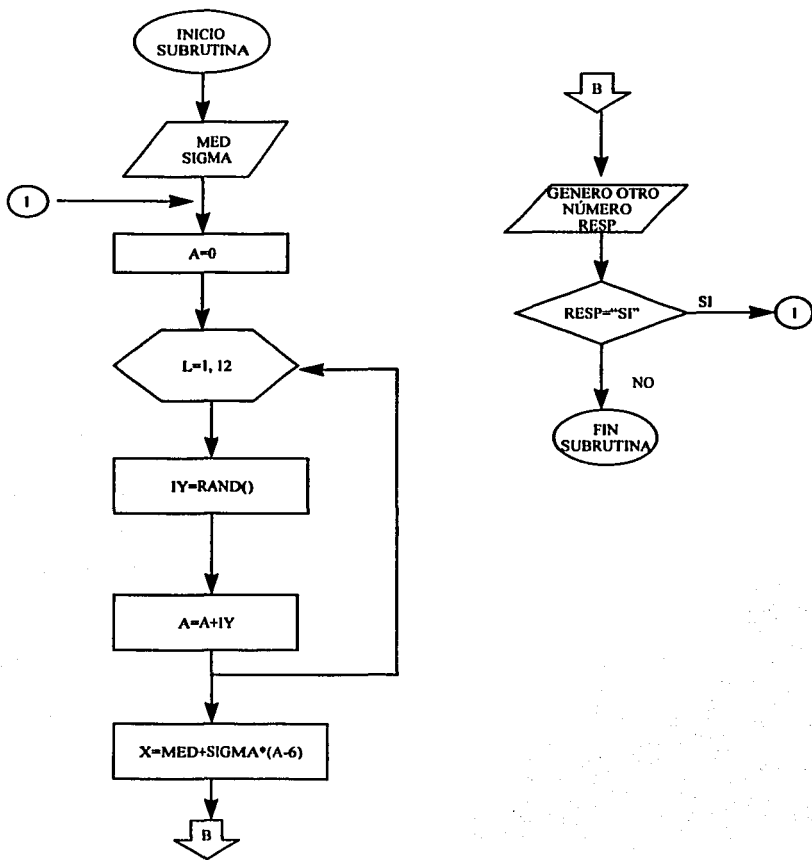 INICIO
SUBRUTINA
MED
SIGMA
1
A=0
L=1, 12
IY=RAND()
A=A+IY
X=MED+SIGMA*(A-6)
B
B
GENERO OTRO
NÚMERO
RESP
RESP="SI"
SI
1
NO
FIN
SUBRUTINA